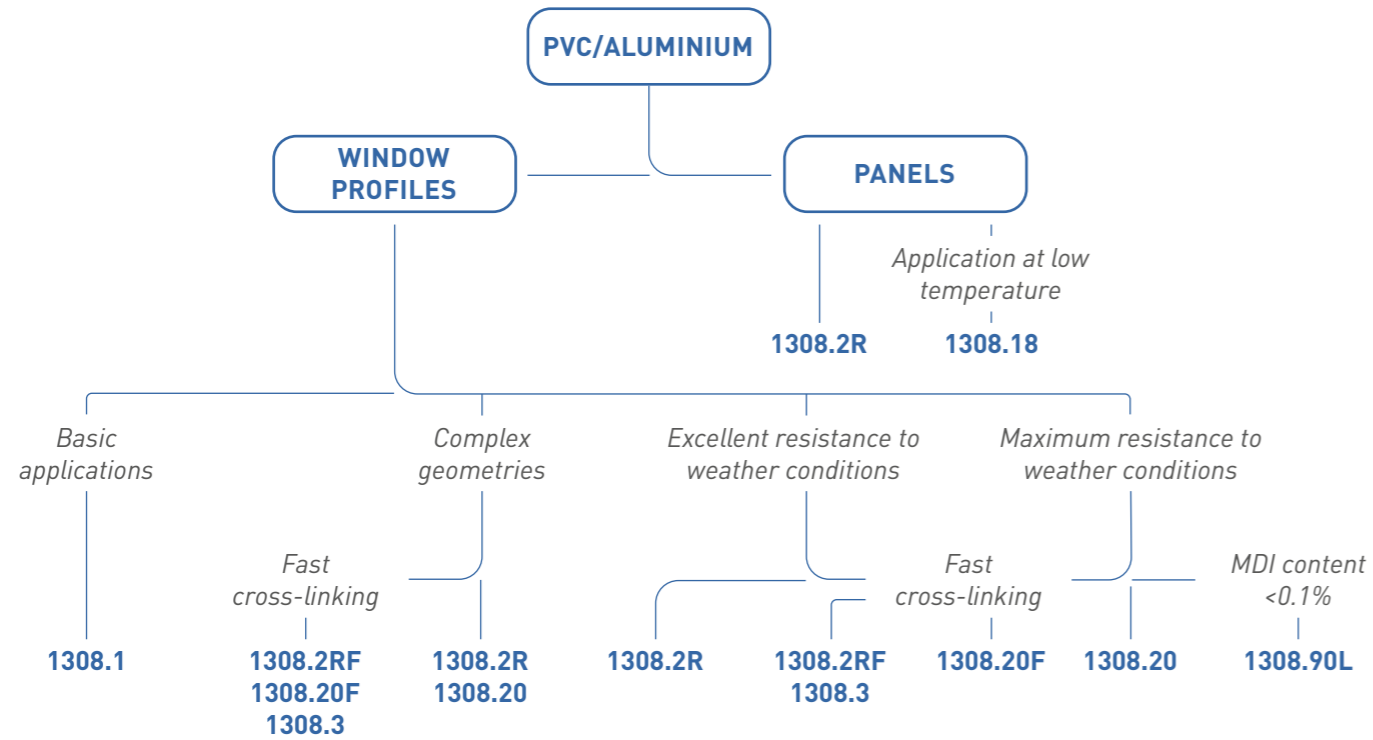 PVC/ALUMINIUM
WINDOW
PROFILES
PANELS
Application at low
temperature
1308.2R
1308.18
Basic
applications
Complex
geometries
Excellent resistance to
weather conditions
Maximum resistance to
weather conditions
Fast
cross-linking
Fast
cross-linking
MDI content
<0.1%
1308.1
1308.2RF
1308.20F
1308.3
1308.2R
1308.20
1308.2R
1308.2RF
1308.3
1308.20F
1308.20
1308.90L